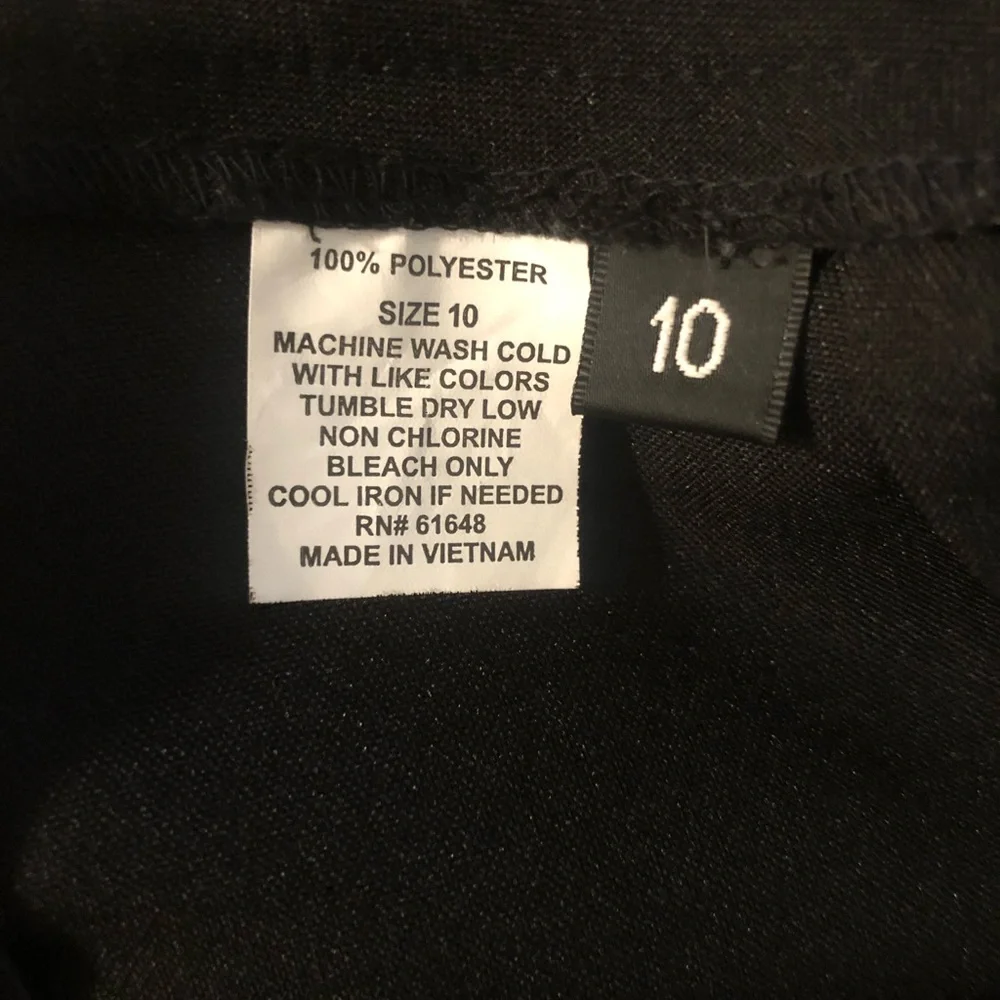 100% POLYESTER
SIZE 10
MACHINE WASH COLD
WITH LIKE COLORS
TUMBLE DRY LOW
NON CHLORINE
BLEACH ONLY
COOL IRON IF NEEDED
RN# 61648
MADE IN VIETNAM
10